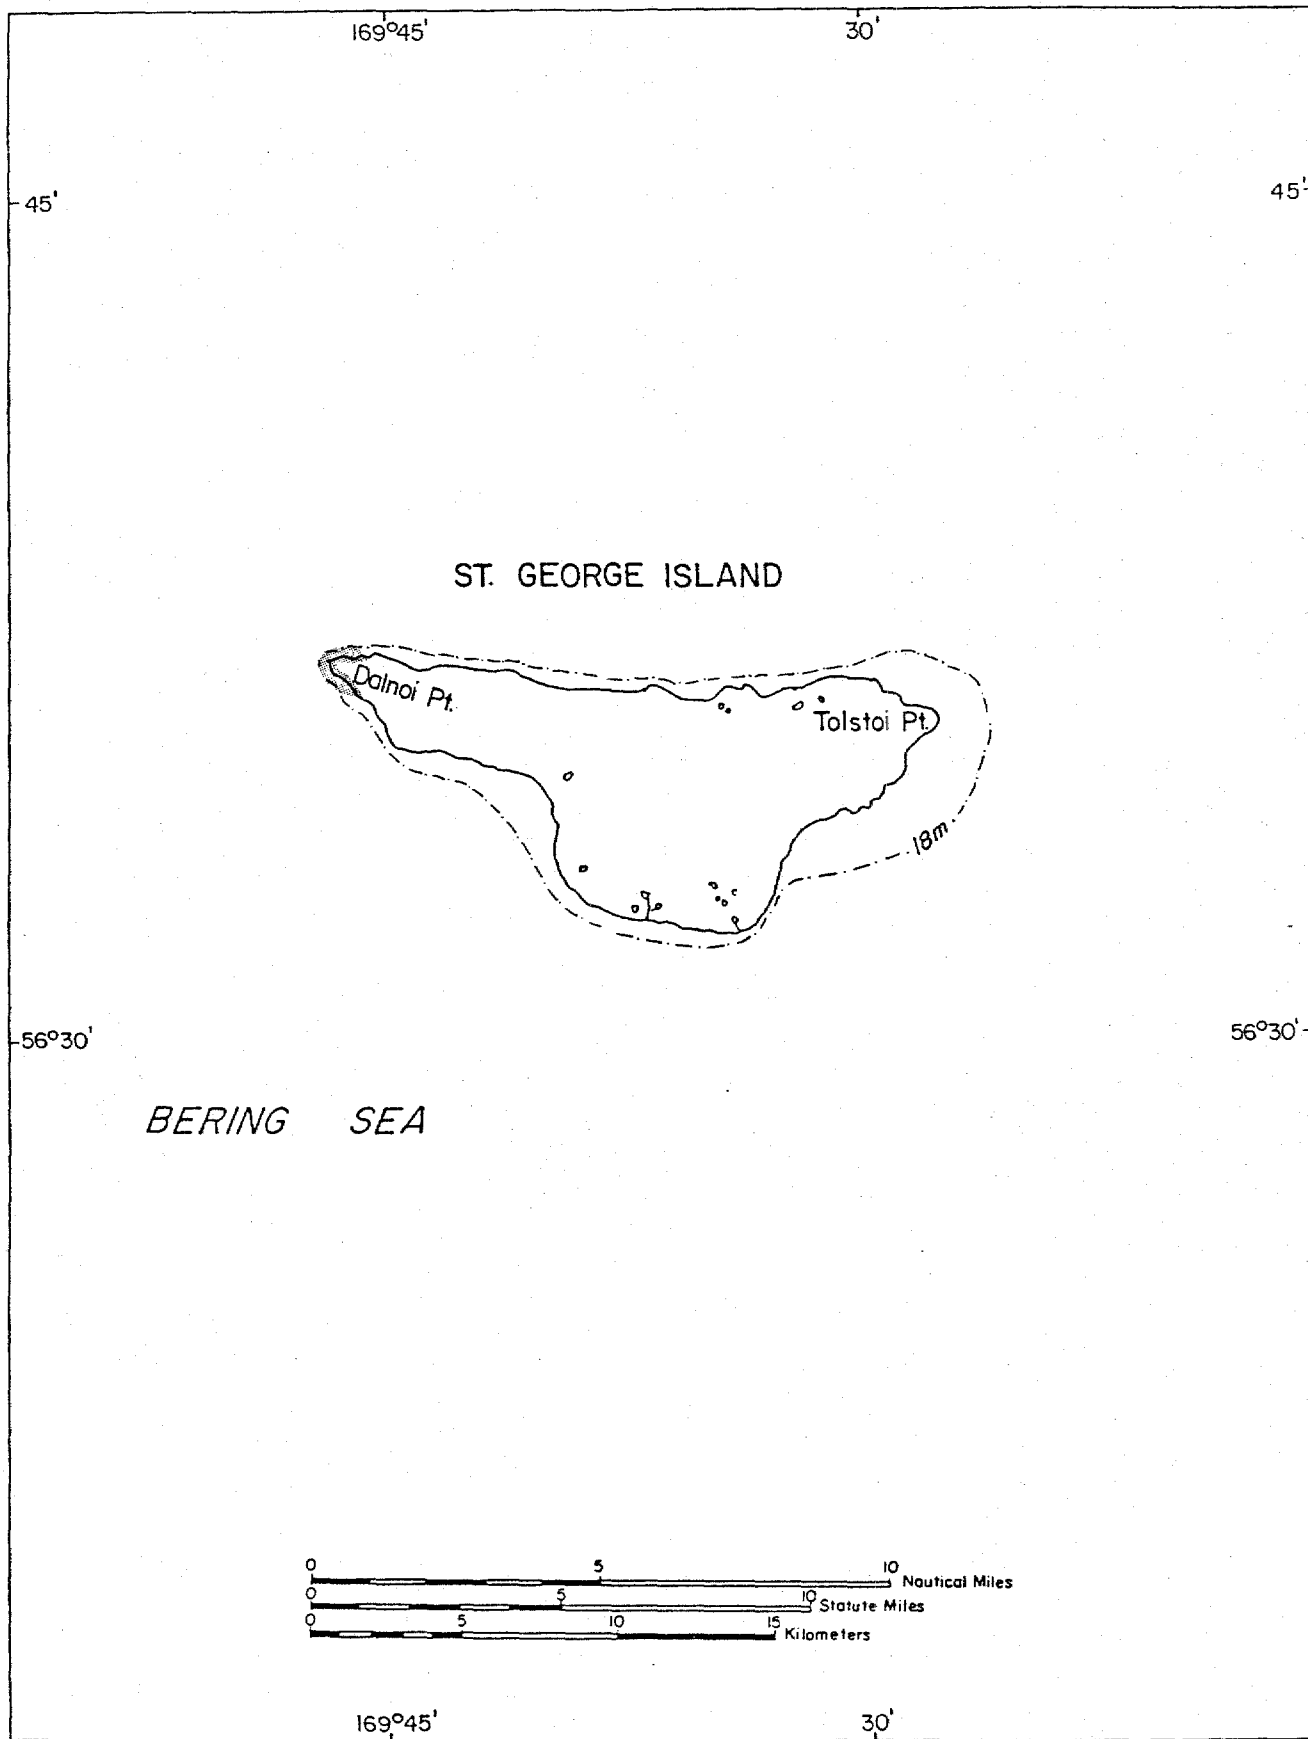 169°45' 30'
45' 45'
ST. GEORGE ISLAND
Dalnoi Pt.
Tolstoi Pt.
18m
56°30' 56°30'
BERING SEA
0 5 10 Nautical Miles
0 5 10 Statute Miles
0 5 10 15 Kilometers
169°45' 30'